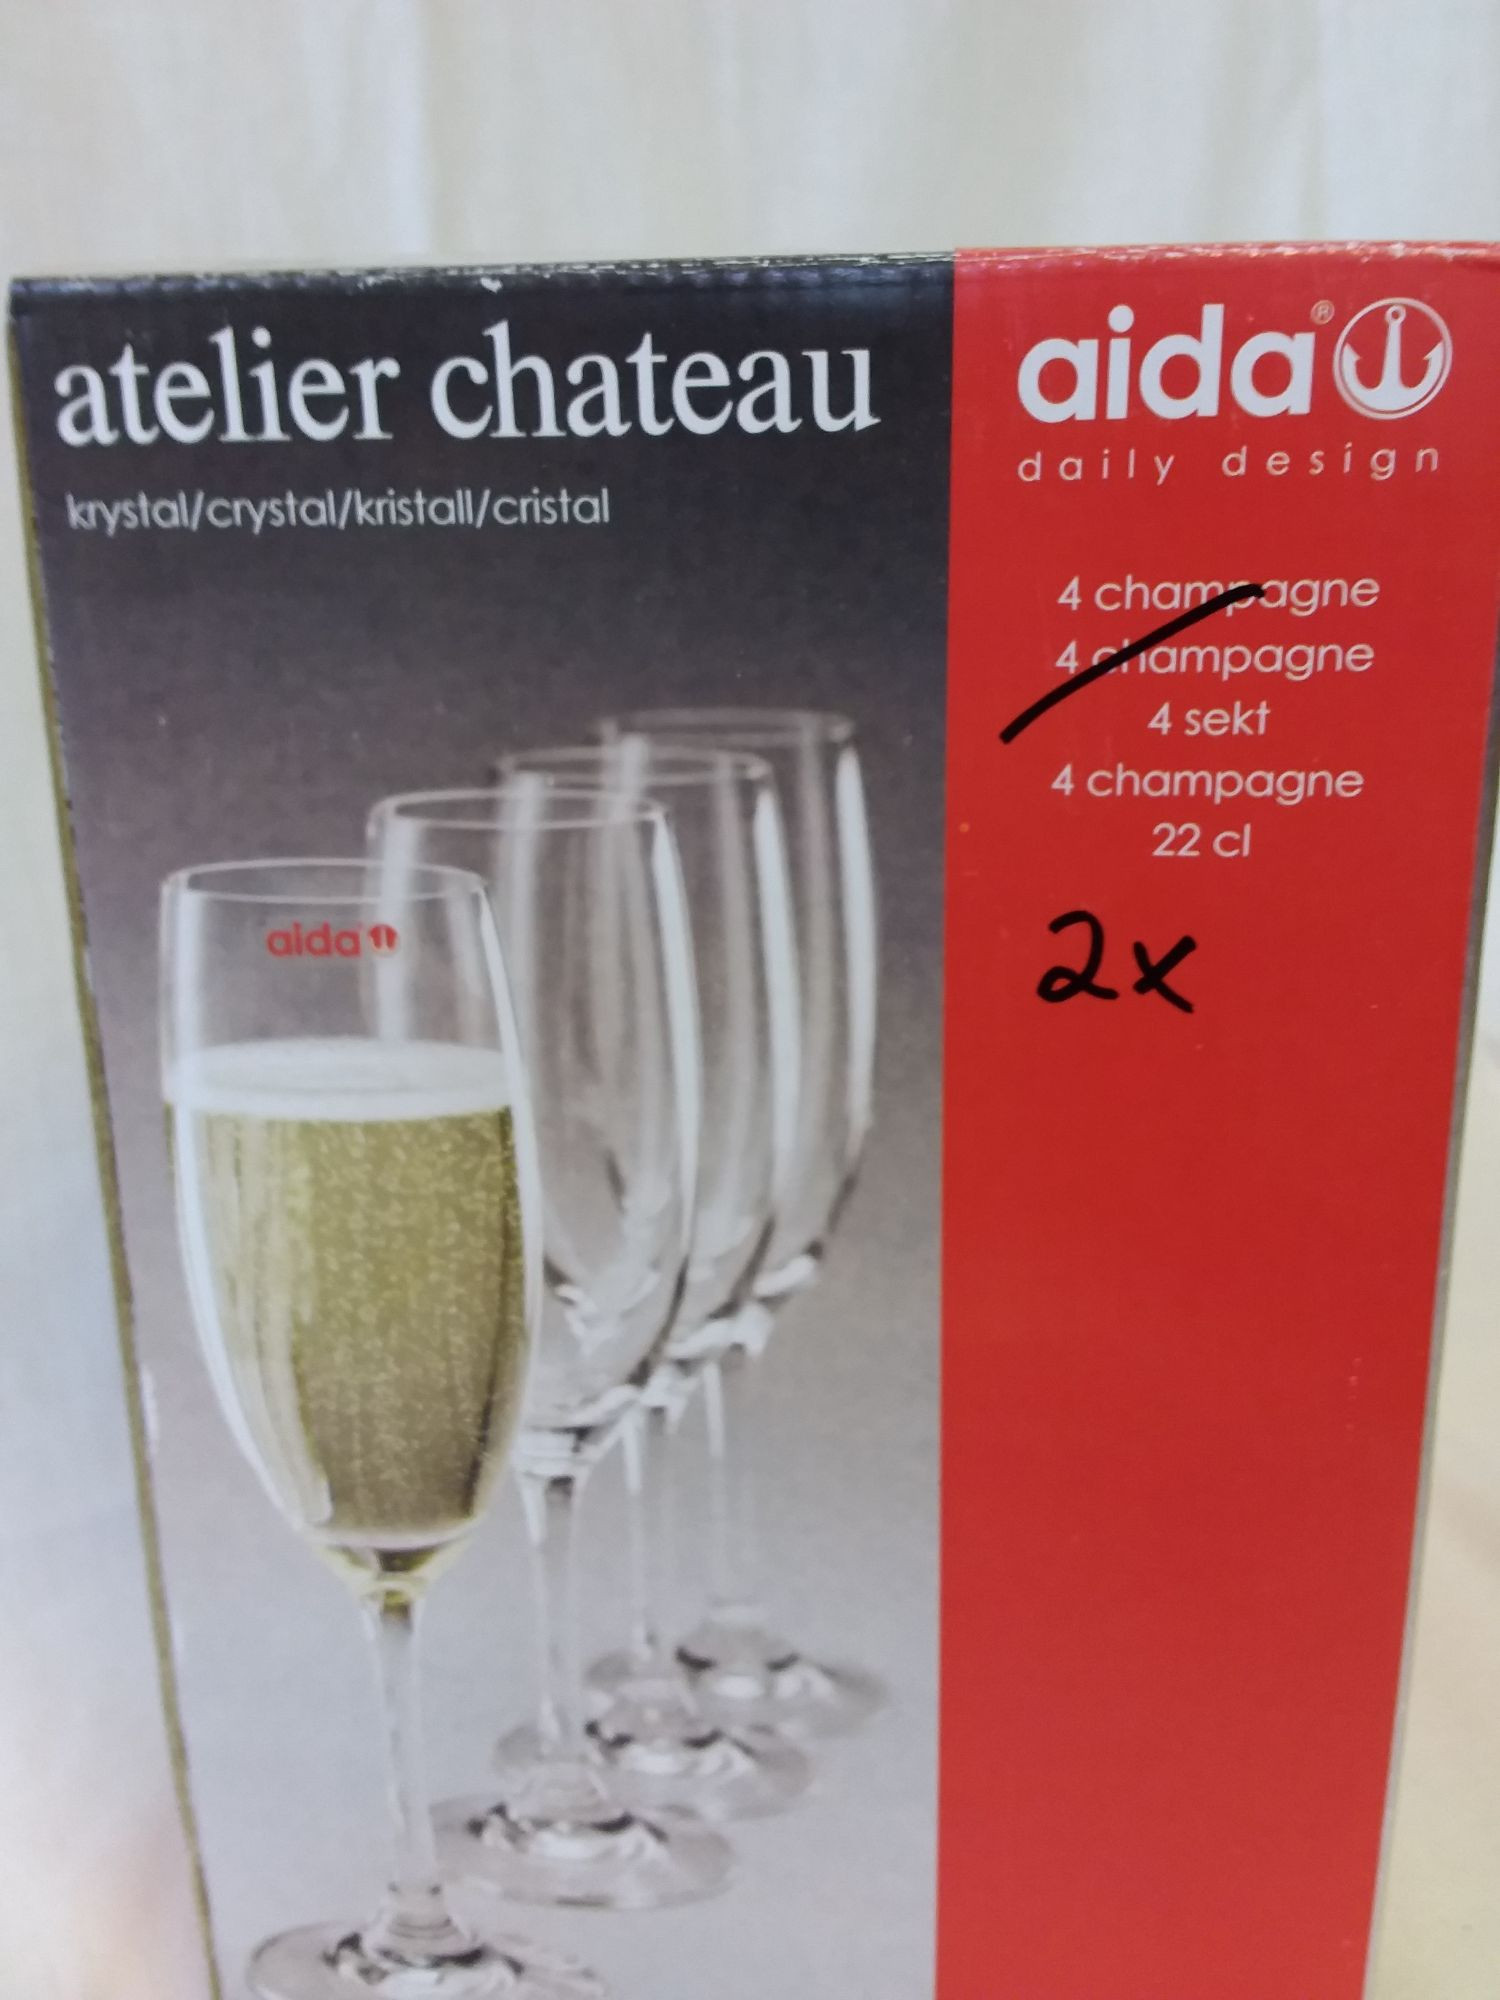 atelier chateau
krystal/crystal/kristall/cristal
aida®
daily design
4 champagne
4 champagne
4 sekt
4 champagne
22 cl
2x
aida